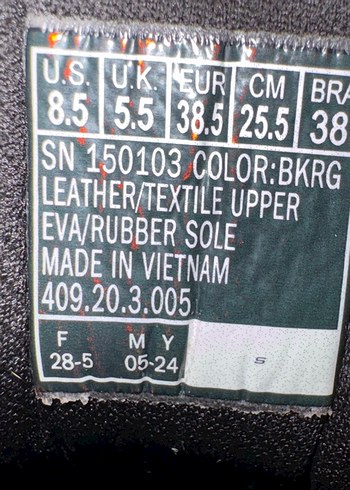 U.S. U.K. EUR CM BRA
8.5 5.5 38.5 25.5 38
SN 150103 COLOR:BKRG
LEATHER/TEXTILE UPPER
EVA/RUBBER SOLE
MADE IN VIETNAM
409.20.3.005
F M Y
28-5 05-24
S